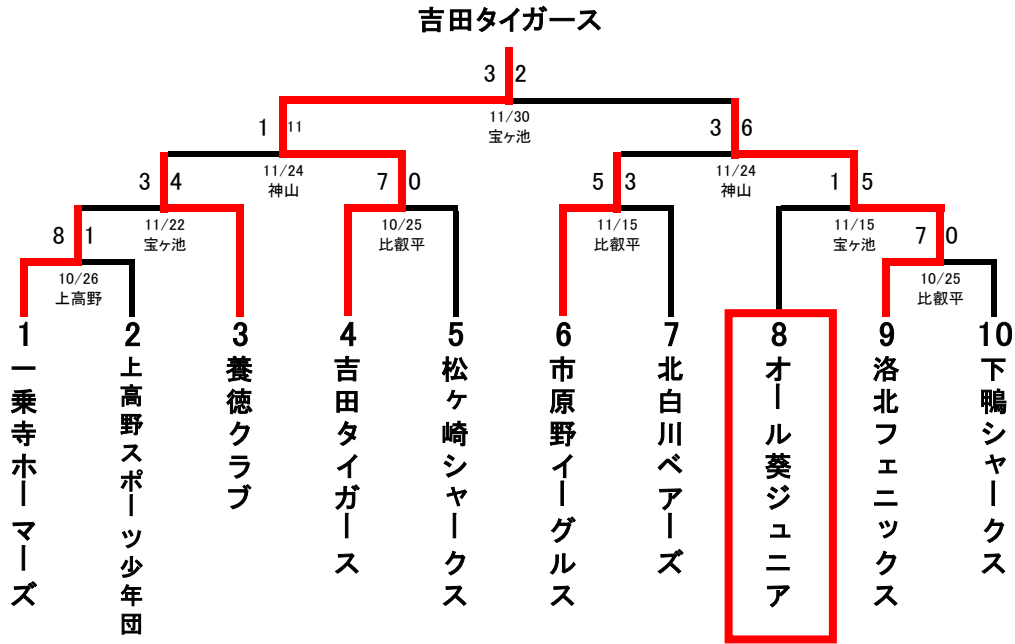 吉田タイガース
3 2
11/30
宝ヶ池
1 11
3 6
11/24
神山
11/24
神山
3 4
7 0
5 3
1 5
11/22
宝ヶ池
10/25
比叡平
11/15
比叡平
11/15
宝ヶ池
8 1
7 0
10/26
上高野
10/25
比叡平
1 一乗寺ホーマーズ
2 上高野スポーツ少年団
3 養徳クラブ
4 吉田タイガース
5 松ヶ崎シャークス
6 市原野イーグルス
7 北白川ベアーズ
8 オール葵ジュニア
9 洛北フェニックス
10 下鴨シャークス